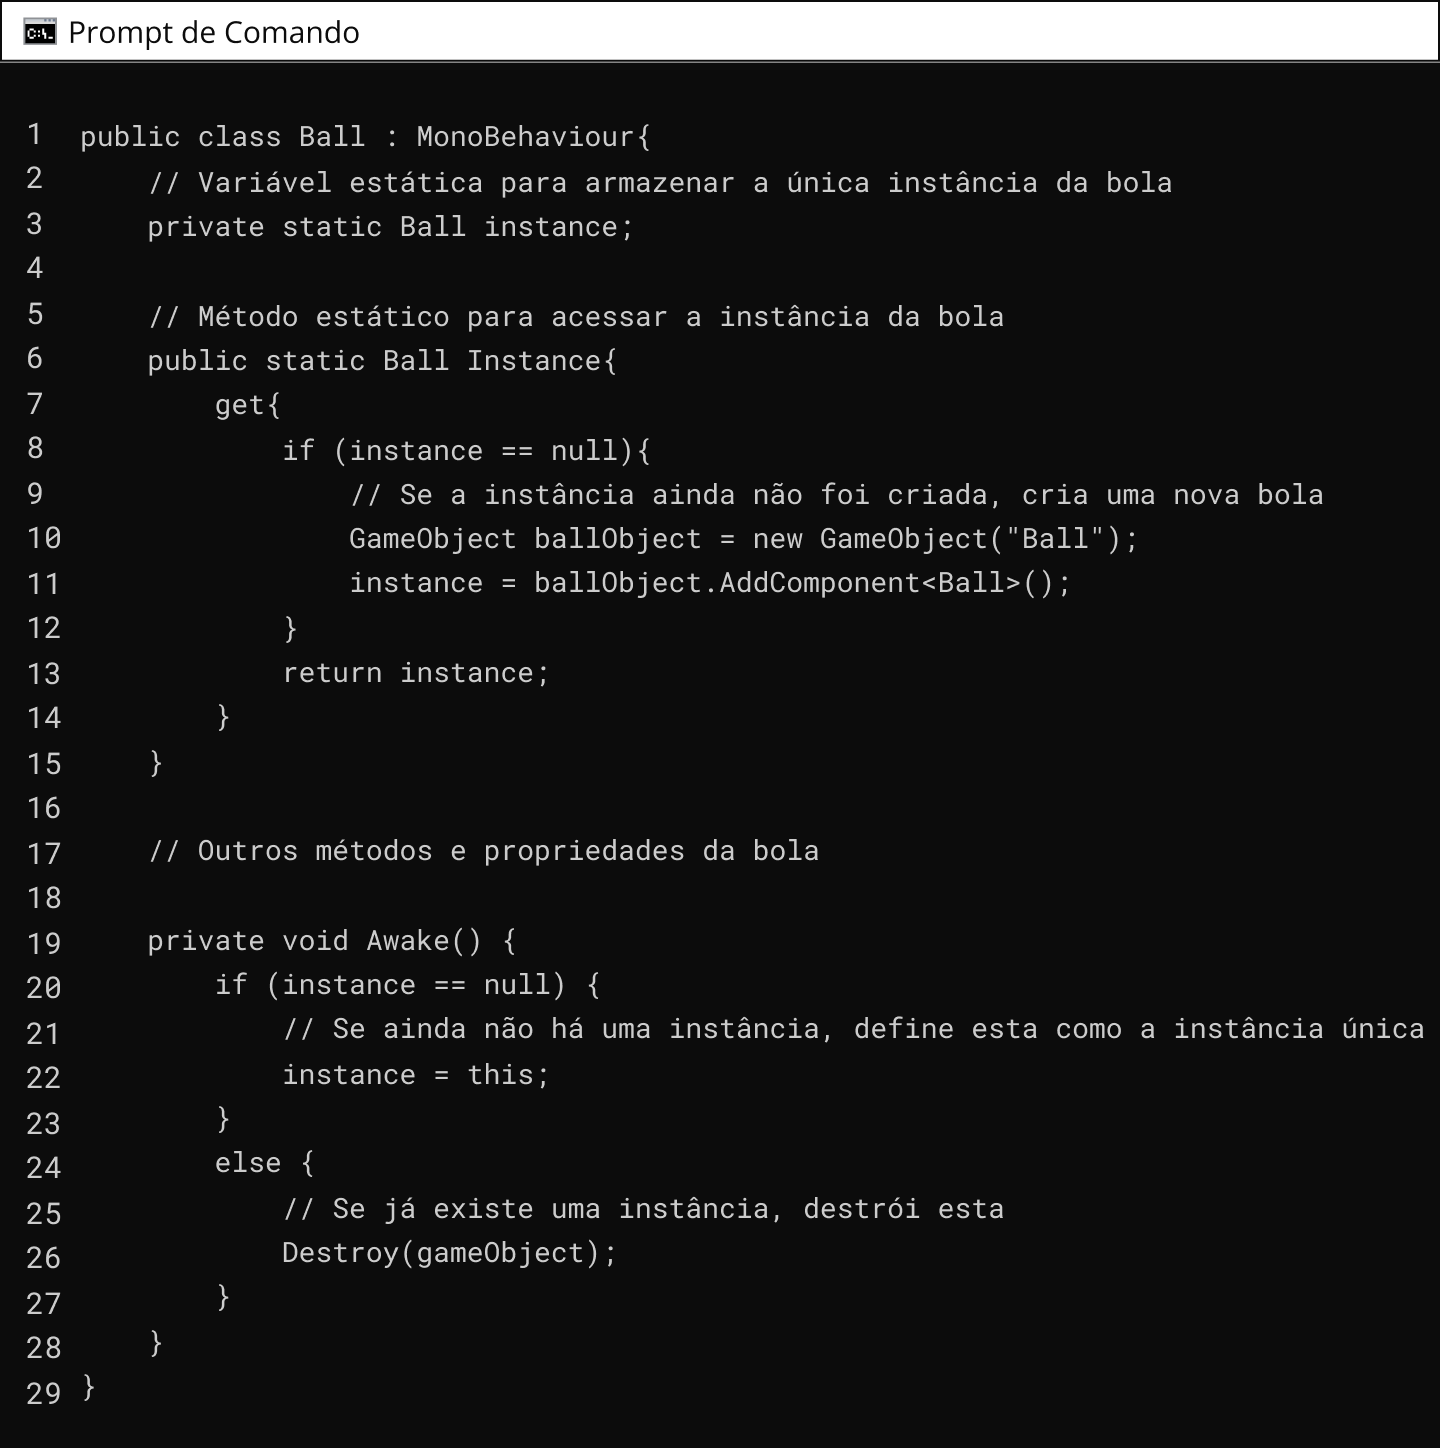 C:\.
Prompt de Comando
1 public class Ball : MonoBehaviour{
2 // Variável estática para armazenar a única instância da bola
3 private static Ball instance;
4
5 // Método estático para acessar a instância da bola
6 public static Ball Instance{
7 get{
8 if (instance == null){
9 // Se a instância ainda não foi criada, cria uma nova bola
10 GameObject ballObject = new GameObject("Ball");
11 instance = ballObject.AddComponent<Ball>();
12 }
13 return instance;
14 }
15 }
16
17 // Outros métodos e propriedades da bola
18
19 private void Awake() {
20 if (instance == null) {
21 // Se ainda não há uma instância, define esta como a instância única
22 instance = this;
23 }
24 else {
25 // Se já existe uma instância, destrói esta
26 Destroy(gameObject);
27 }
28 }
29 }